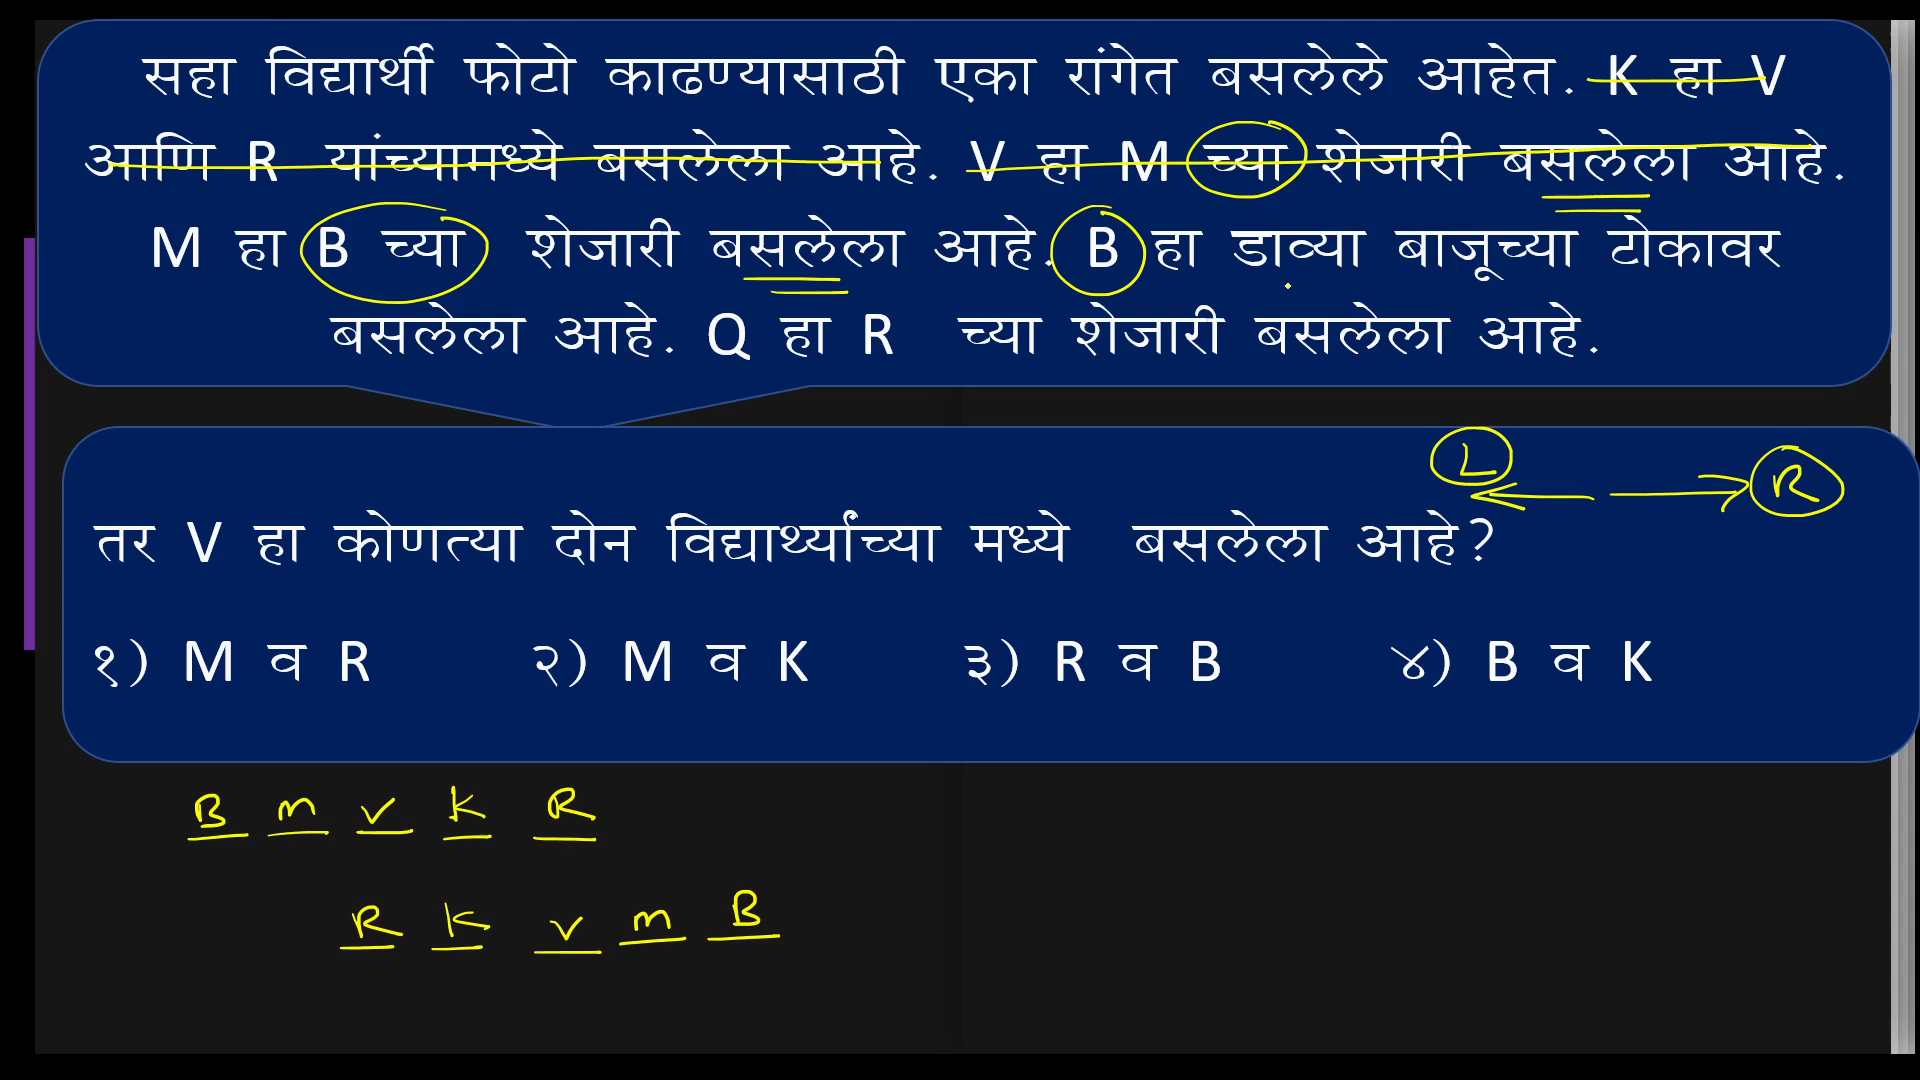 सहा विद्यार्थी फोटो काढण्यासाठी एका रांगेत बसलेले आहेत. K हा V
आणि R यांच्यामध्ये बसलेला आहे. V हा M च्या शेजारी बसलेला आहे.
M हा B च्या शेजारी बसलेला आहे. B हा डाव्या बाजूच्या टोकावर
बसलेला आहे. Q हा R च्या शेजारी बसलेला आहे.
L R
तर V हा कोणत्या दोन विद्यार्थ्यांच्या मध्ये बसलेला आहे?
१) M व R २) M व K ३) R व B ४) B व K
B m v K R
R K v m B